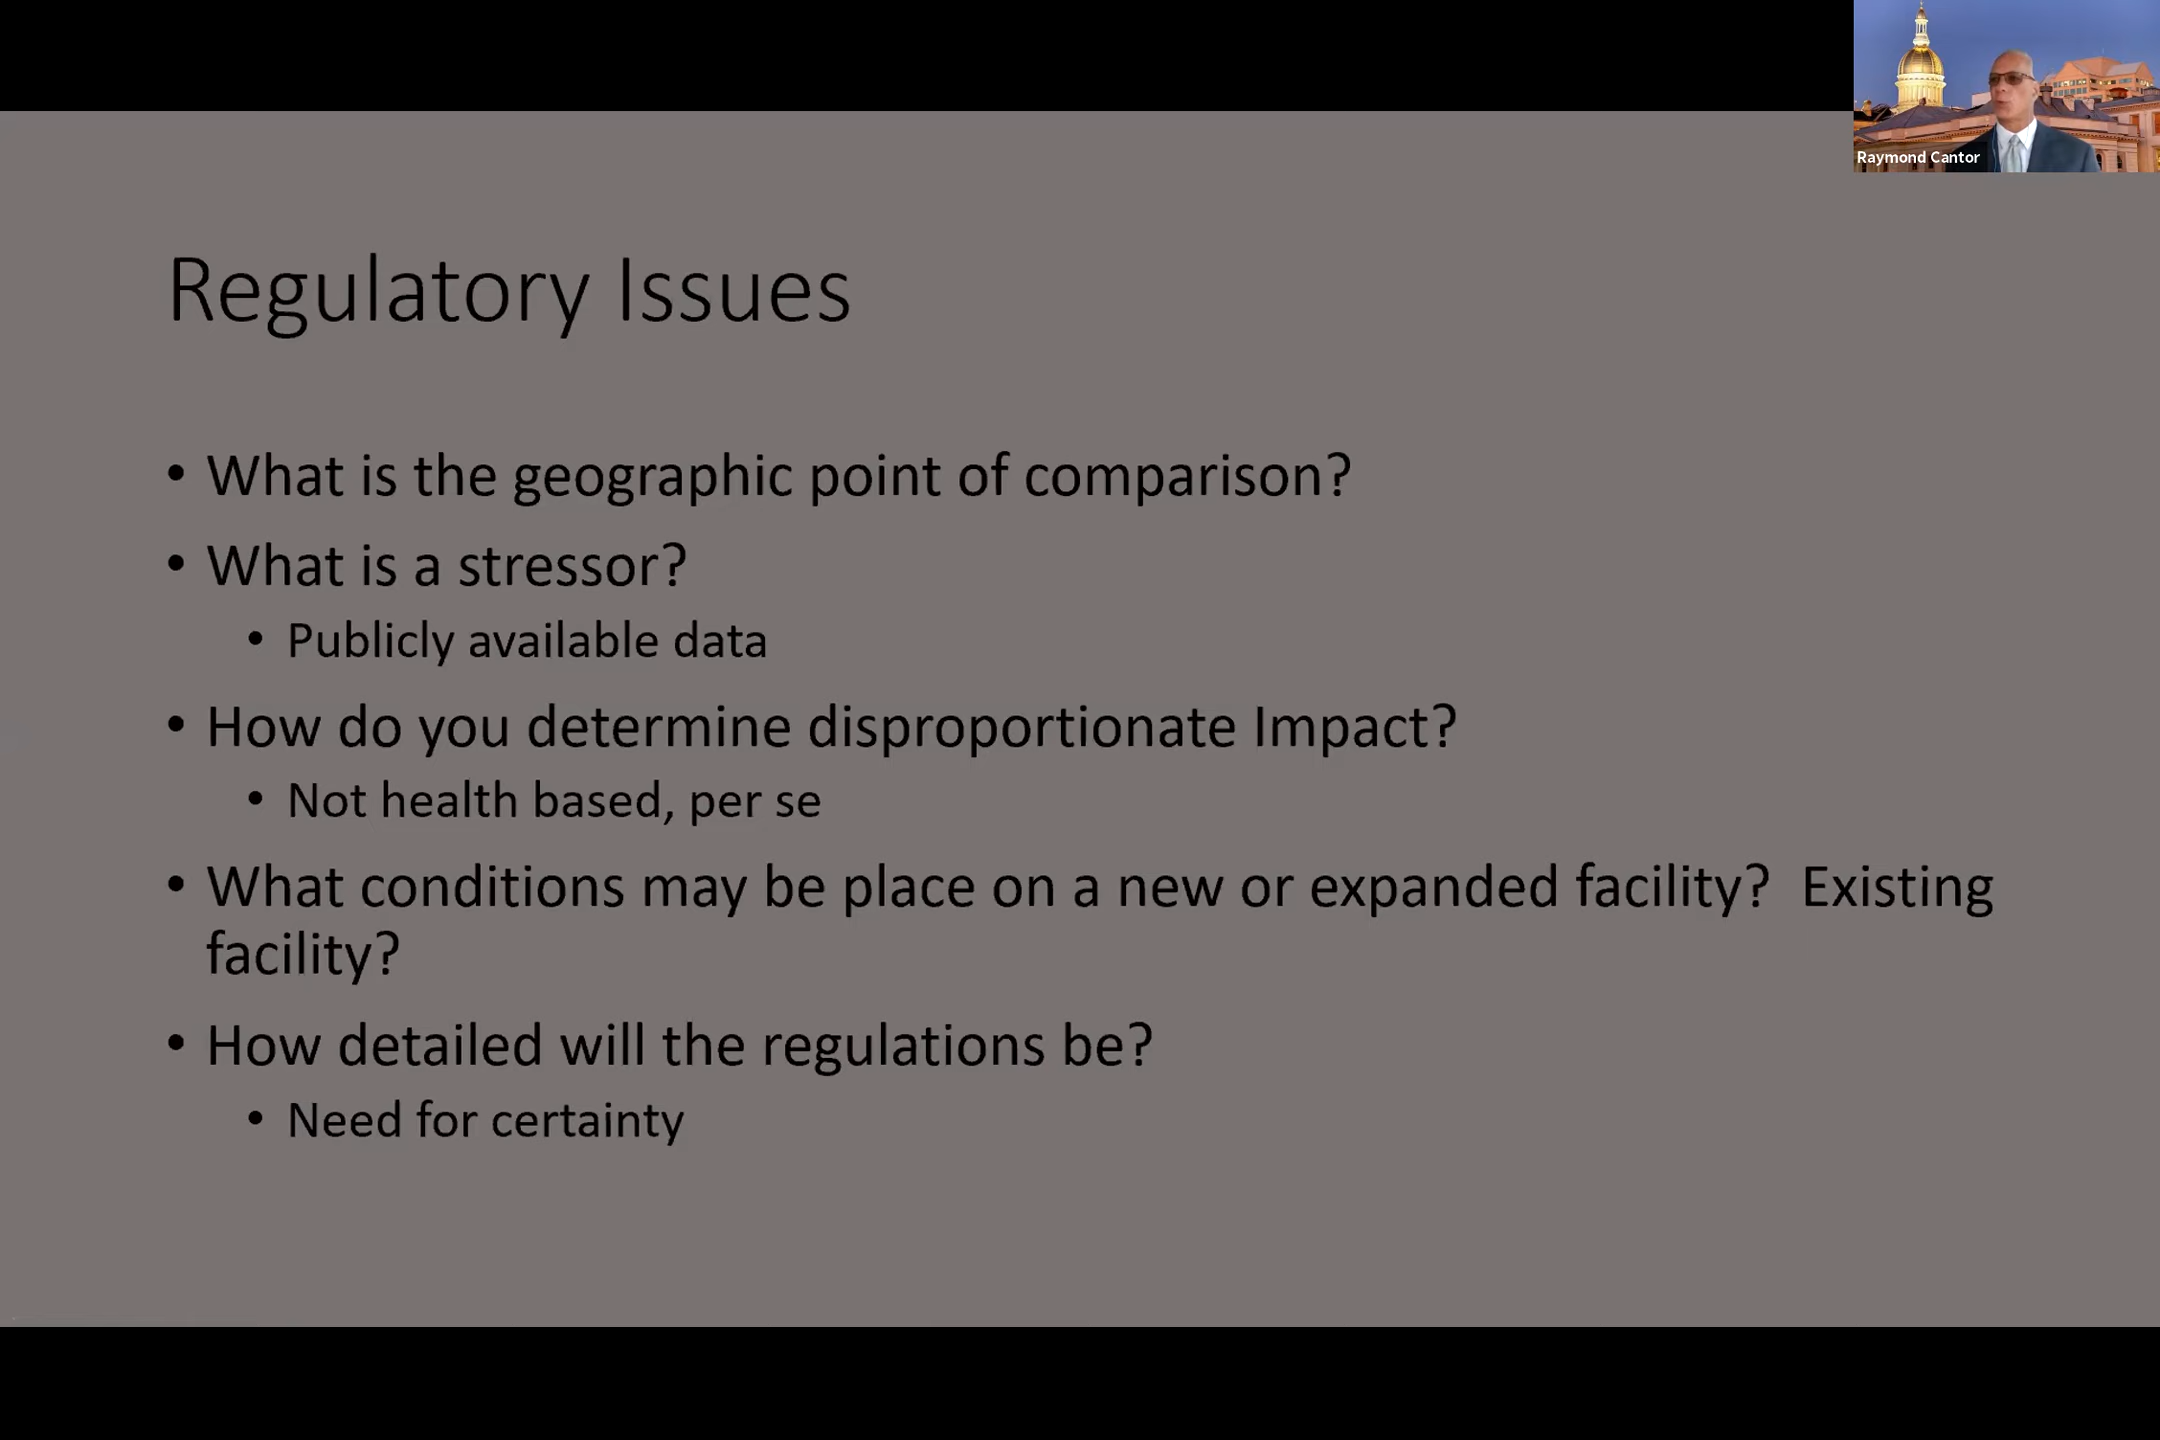 Raymond Cantor
Regulatory Issues
• What is the geographic point of comparison?
• What is a stressor?
• Publicly available data
• How do you determine disproportionate Impact?
• Not health based, per se
• What conditions may be place on a new or expanded facility?  Existing
facility?
• How detailed will the regulations be?
• Need for certainty